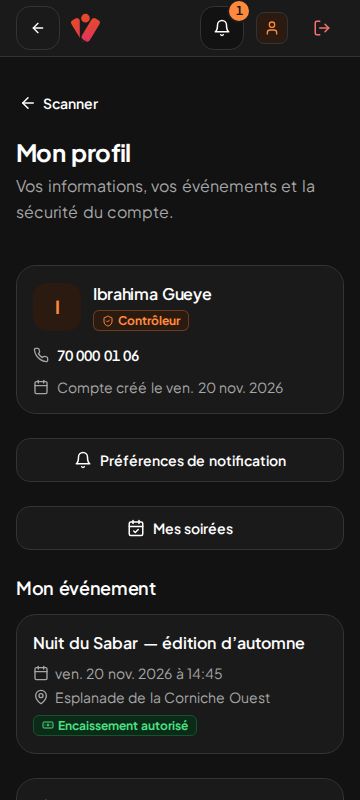 1
Scanner
Mon profil
Vos informations, vos événements et la
sécurité du compte.
I
Ibrahima Gueye
Contrôleur
70 000 01 06
Compte créé le ven. 20 nov. 2026
Préférences de notification
Mes soirées
Mon événement
Nuit du Sabar — édition d’automne
ven. 20 nov. 2026 à 14:45
Esplanade de la Corniche Ouest
Encaissement autorisé